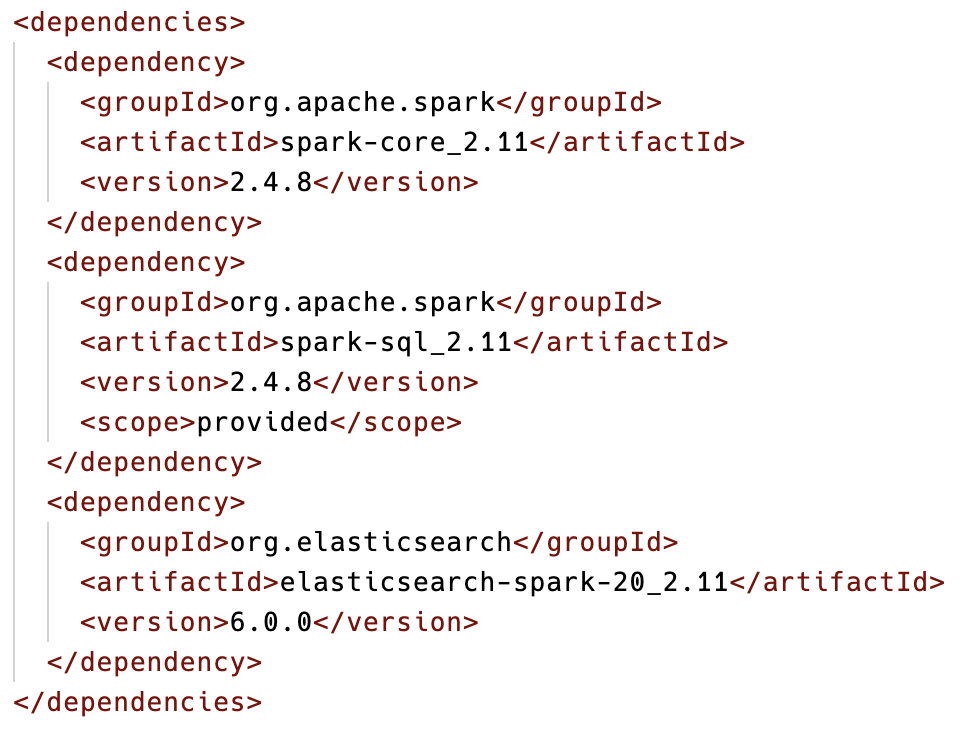 <dependencies>
<dependency>
<groupId>org.apache.spark</groupId>
<artifactId>spark-core_2.11</artifactId>
<version>2.4.8</version>
</dependency>
<dependency>
<groupId>org.apache.spark</groupId>
<artifactId>spark-sql_2.11</artifactId>
<version>2.4.8</version>
<scope>provided</scope>
</dependency>
<dependency>
<groupId>org.elasticsearch</groupId>
<artifactId>elasticsearch-spark-20_2.11</artifactId>
<version>6.0.0</version>
</dependency>
</dependencies>